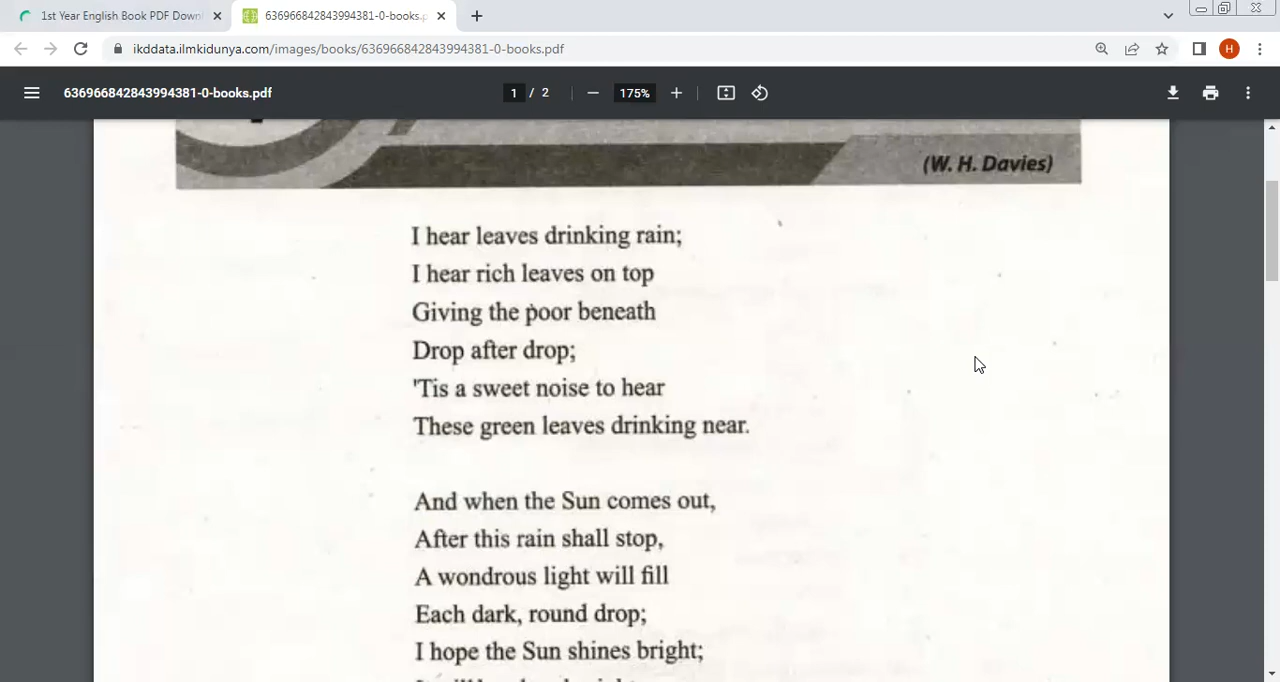 1st Year English Book PDF Down
636966842843994381-0-books.p
ikddata.ilmkidunya.com/images/books/636966842843994381-0-books.pdf
H
636966842843994381-0-books.pdf
1 / 2
175%
(W. H. Davies)
I hear leaves drinking rain;
I hear rich leaves on top
Giving the poor beneath
Drop after drop;
'Tis a sweet noise to hear
These green leaves drinking near.
And when the Sun comes out,
After this rain shall stop,
A wondrous light will fill
Each dark, round drop;
I hope the Sun shines bright;